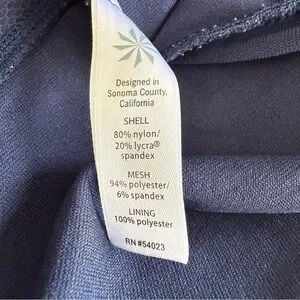 Designed in
Sonoma County,
California
SHELL
80% nylon/
20% lycra®
spandex
MESH
94% polyester/
6% spandex
LINING
100% polyester
RN #54023